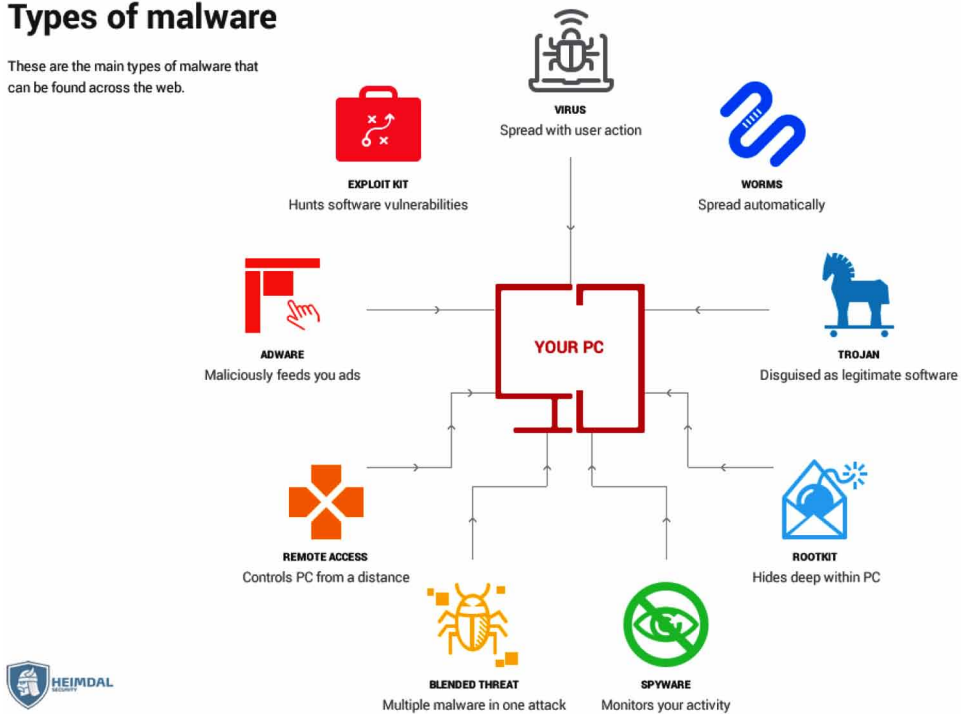 Types of malware
These are the main types of malware that
can be found across the web.
VIRUS
Spread with user action
EXPLOIT KIT
Hunts software vulnerabilities
WORMS
Spread automatically
ADWARE
Maliciously feeds you ads
YOUR PC
TROJAN
Disguised as legitimate software
REMOTE ACCESS
Controls PC from a distance
ROOTKIT
Hides deep within PC
BLENDED THREAT
Multiple malware in one attack
SPYWARE
Monitors your activity
HEIMDAL
SECURITY